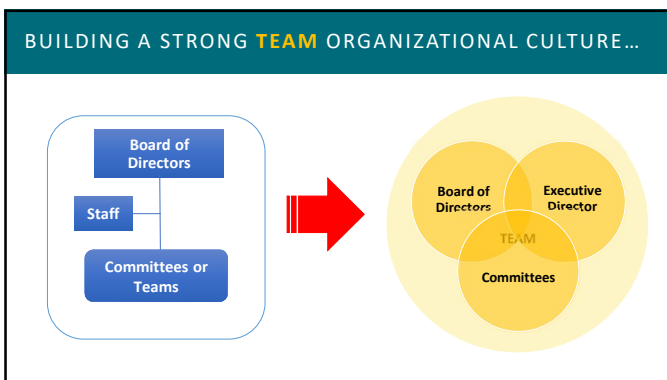 BUILDING A STRONG TEAM ORGANIZATIONAL CULTURE…
Board of
Directors
Staff
Committees or
Teams
Board of
Directors
Executive
Director
TEAM
Committees